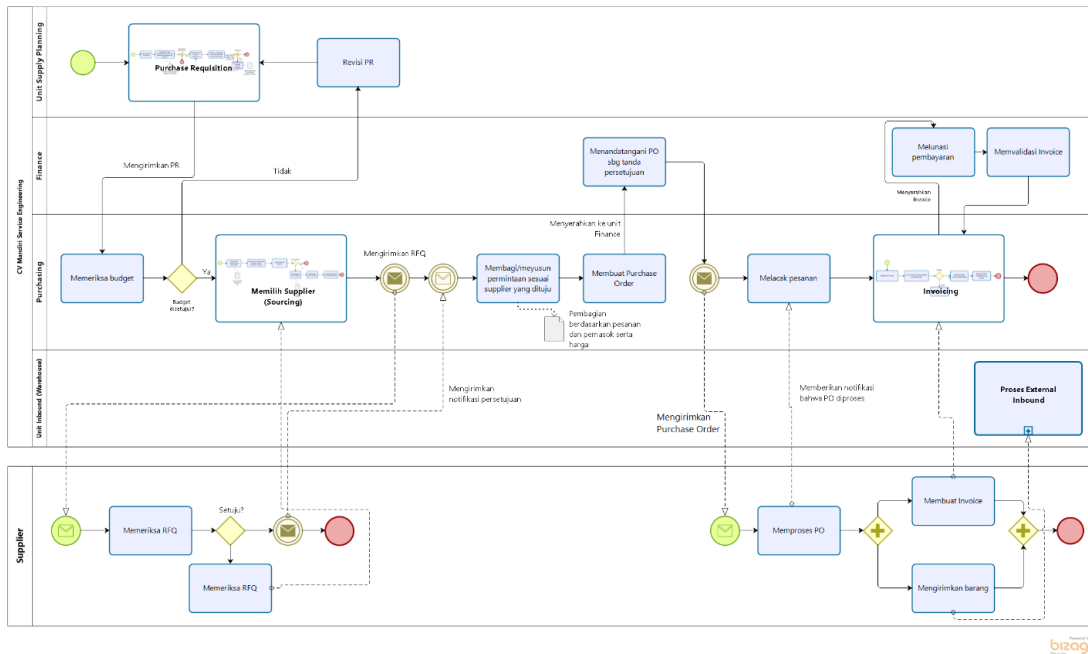 CV Mandiri Service Engineering
Unit Supply Planning
Purchase Requisition
Revisi PR
Finance
Mengirimkan PR
Tidak
Menandatangani PO
sbg tanda
persetujuan
Melunasi
pembayaran
Memvalidasi Invoice
Menyerahkan
Invoice
Menyerahkan ke unit
Finance
Purchasing
Memeriksa budget
Ya
Budget
disetujui?
Memilih Supplier
(Sourcing)
Mengirimkan RFQ
Membagi/meyusun
permintaan sesuai
supplier yang dituju
Membuat Purchase
Order
Melacak pesanan
Invoicing
Pembagian
berdasarkan pesanan
dan pemasok serta
harga
Unit Inbound (Warehouse)
Mengirimkan
notifikasi persetujuan
Mengirimkan
Purchase Order
Memberikan notifikasi
bahwa PO diproses
Proses External
Inbound
Supplier
Memeriksa RFQ
Setuju?
Memeriksa RFQ
Memproses PO
Membuat Invoice
Mengirimkan barang
bizagi